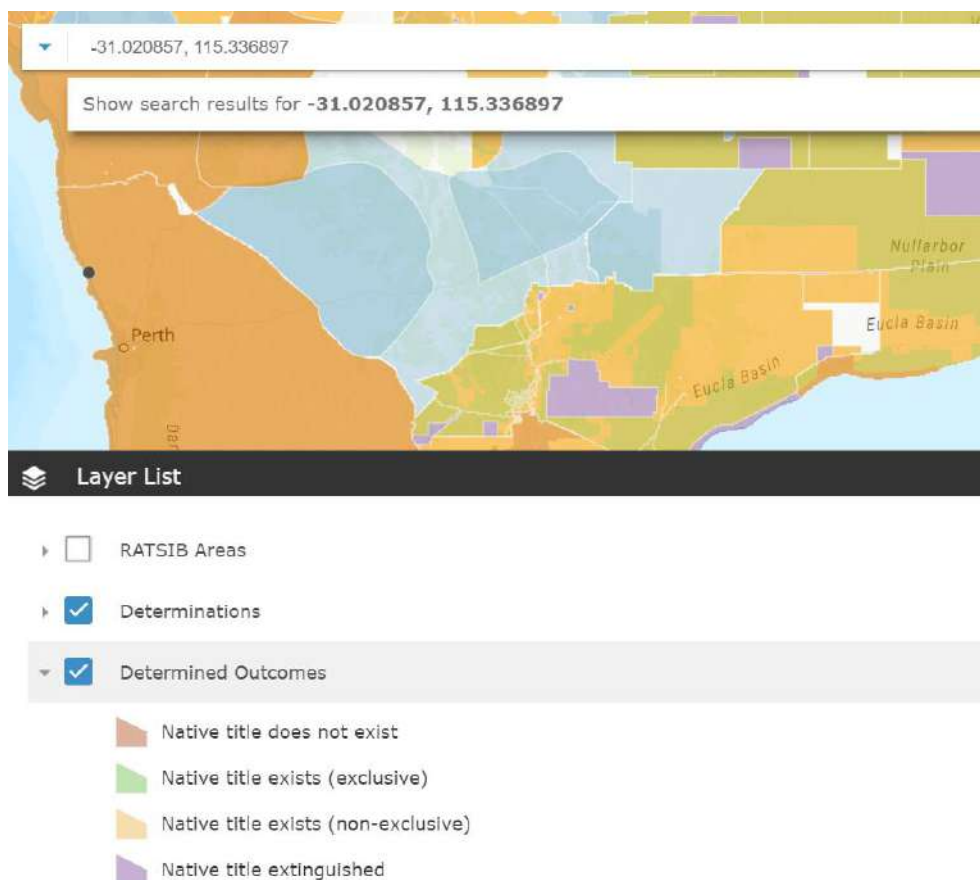 -31.020857, 115.336897
Show search results for -31.020857, 115.336897
Nullarbor
Plain
Eucla Basin
Perth
Eucla Basin
Dar
Layer List
RATSIB Areas
Determinations
Determined Outcomes
Native title does not exist
Native title exists (exclusive)
Native title exists (non-exclusive)
Native title extinguished